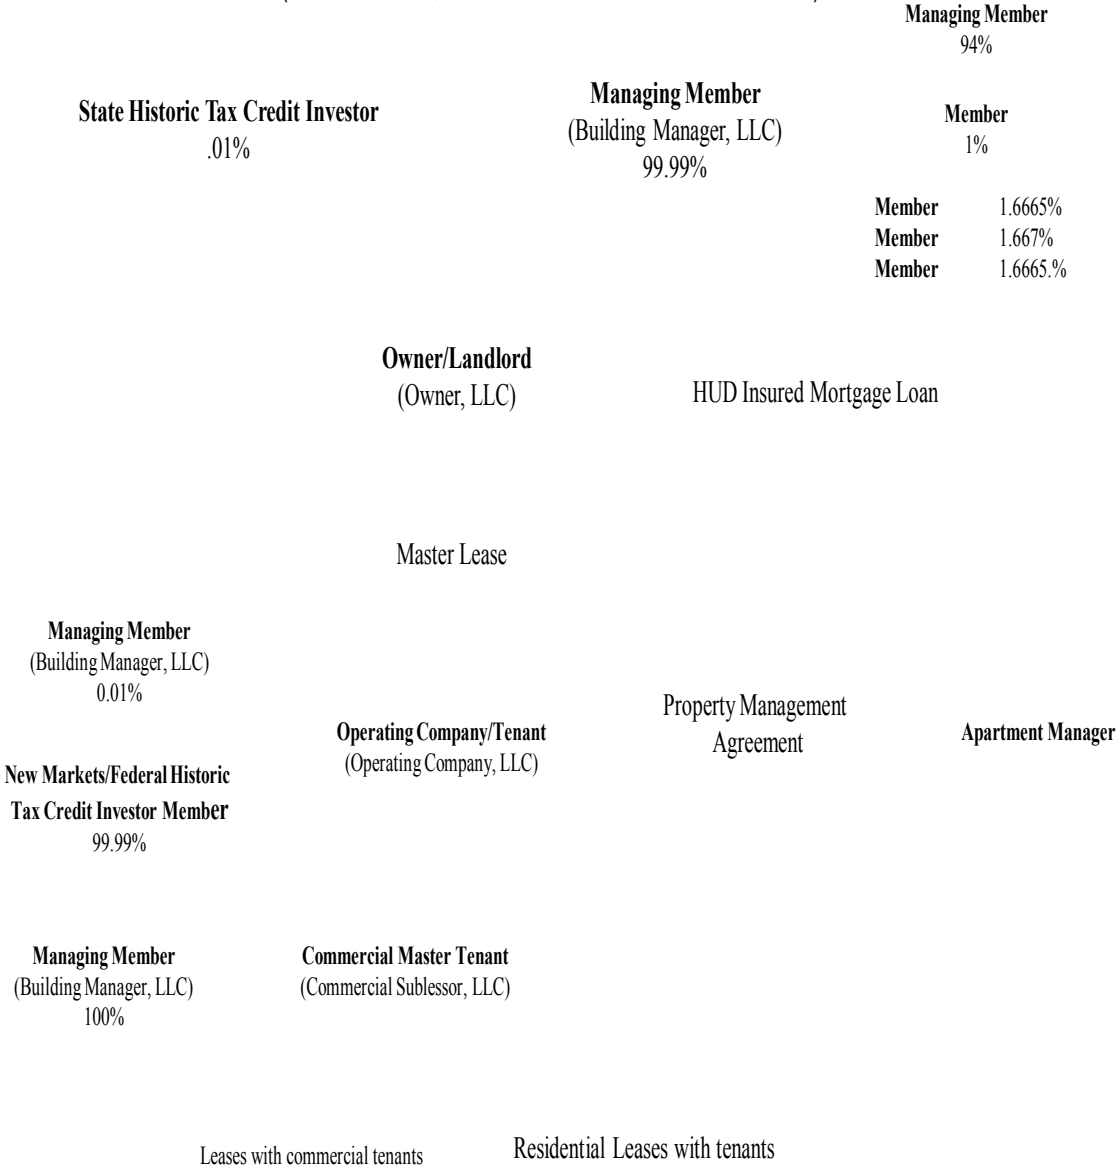 Managing Member
94%
State Historic Tax Credit Investor
.01%
Managing Member
(Building Manager, LLC)
99.99%
Member
1%
Member 1.6665%
Member 1.667%
Member 1.6665.%
Owner/Landlord
(Owner, LLC)
HUD Insured Mortgage Loan
Master Lease
Managing Member
(Building Manager, LLC)
0.01%
New Markets/Federal Historic
Tax Credit Investor Member
99.99%
Operating Company/Tenant
(Operating Company, LLC)
Property Management
Agreement
Apartment Manager
Managing Member
(Building Manager, LLC)
100%
Commercial Master Tenant
(Commercial Sublessor, LLC)
Leases with commercial tenants
Residential Leases with tenants